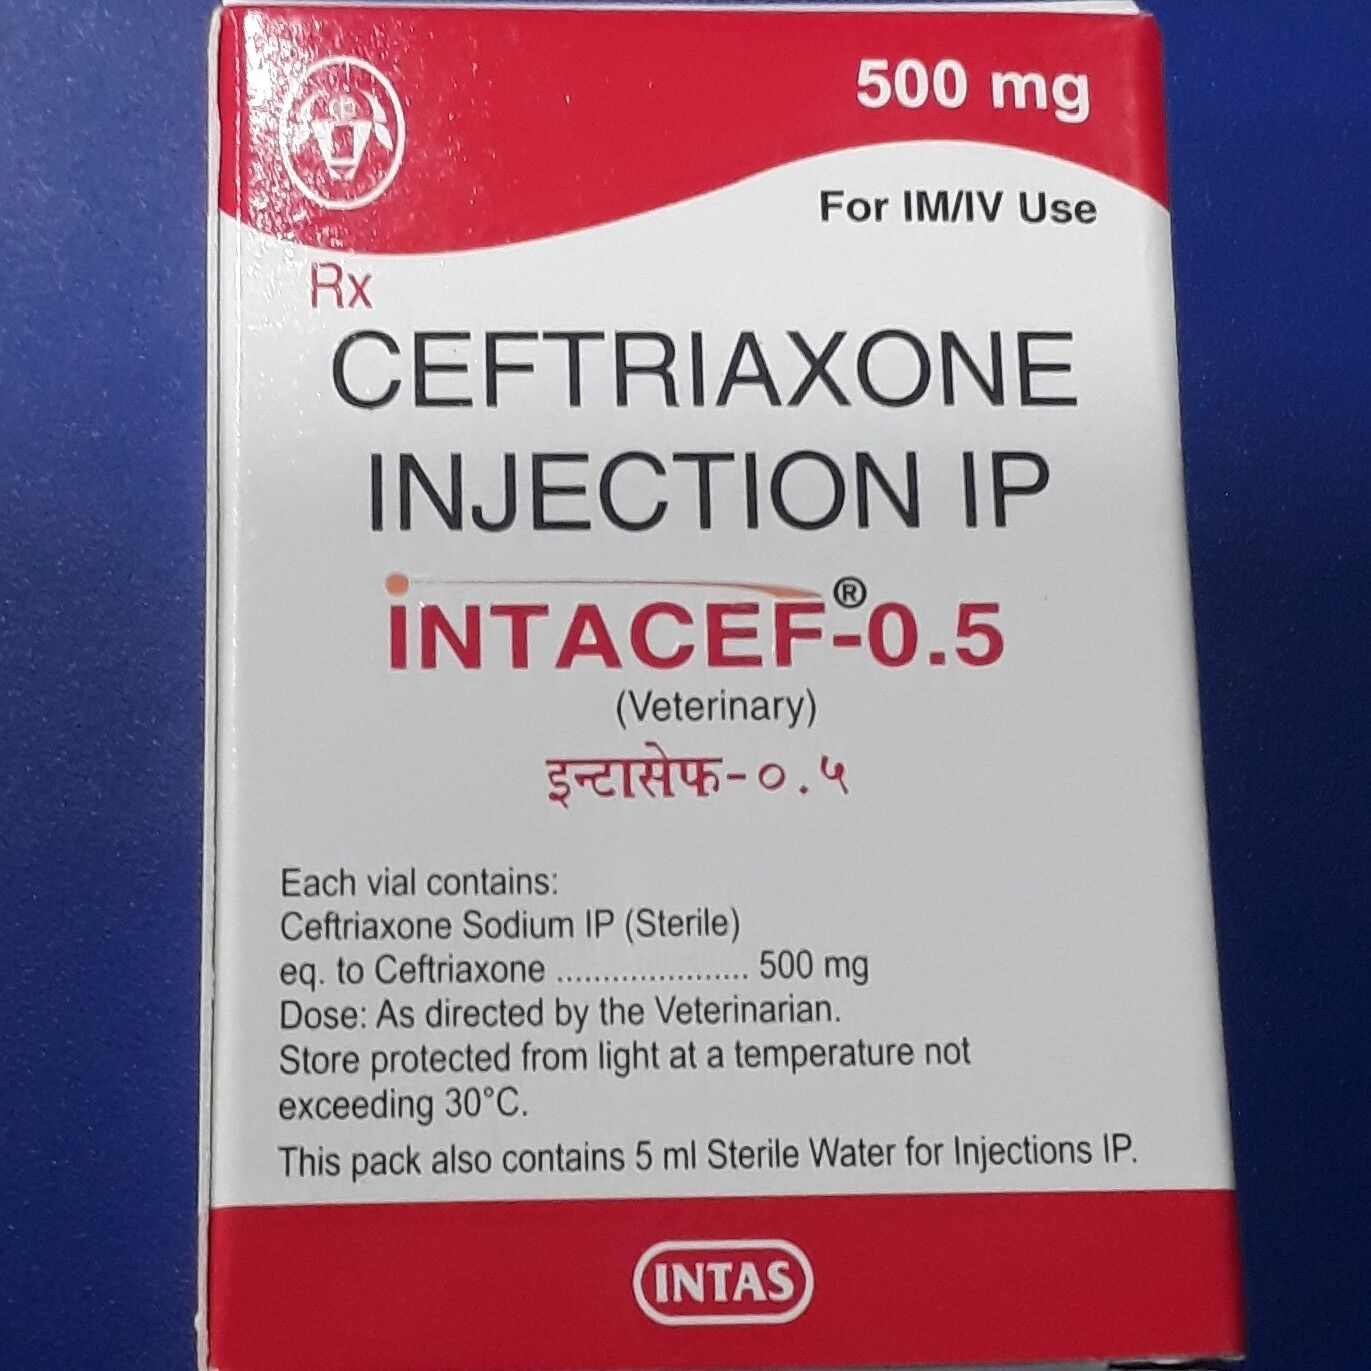 500 mg
For IM/IV Use
Rx
CEFTRIAXONE
INJECTION IP
INTACEF®-0.5
(Veterinary)
इन्टासेफ-०.५
Each vial contains:
Ceftriaxone Sodium IP (Sterile)
eq. to Ceftriaxone ..................... 500 mg
Dose: As directed by the Veterinarian.
Store protected from light at a temperature not
exceeding 30°C.
This pack also contains 5 ml Sterile Water for Injections IP.
INTAS